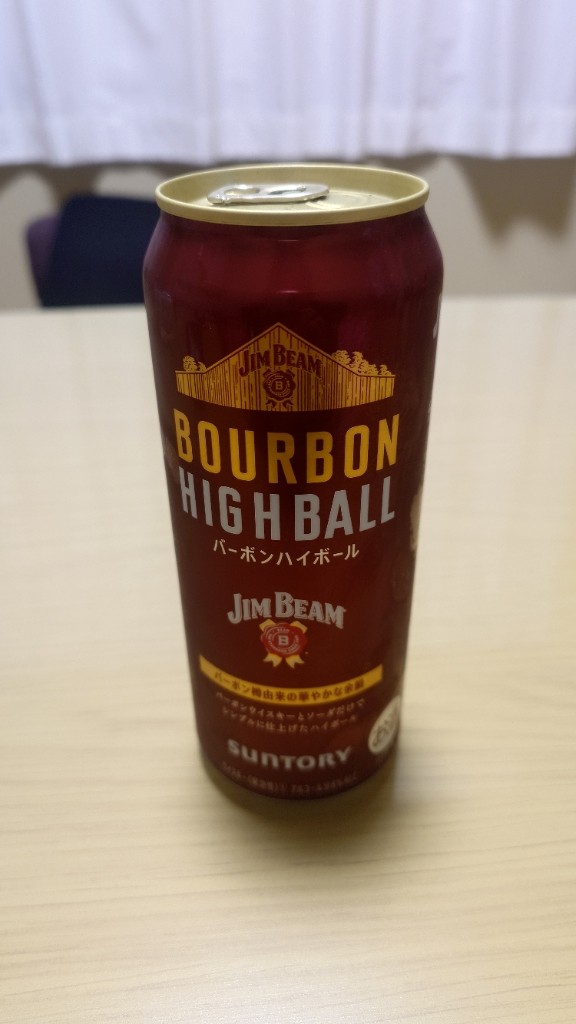 JIM BEAM
B
BOURBON
HIGHBALL
バーボンハイボール
JIM BEAM
B
バーボン樽由来の華やかな余韻
バーボンウイスキーとソーダだけで
シンプルに仕上げたハイボール
SUNTORY